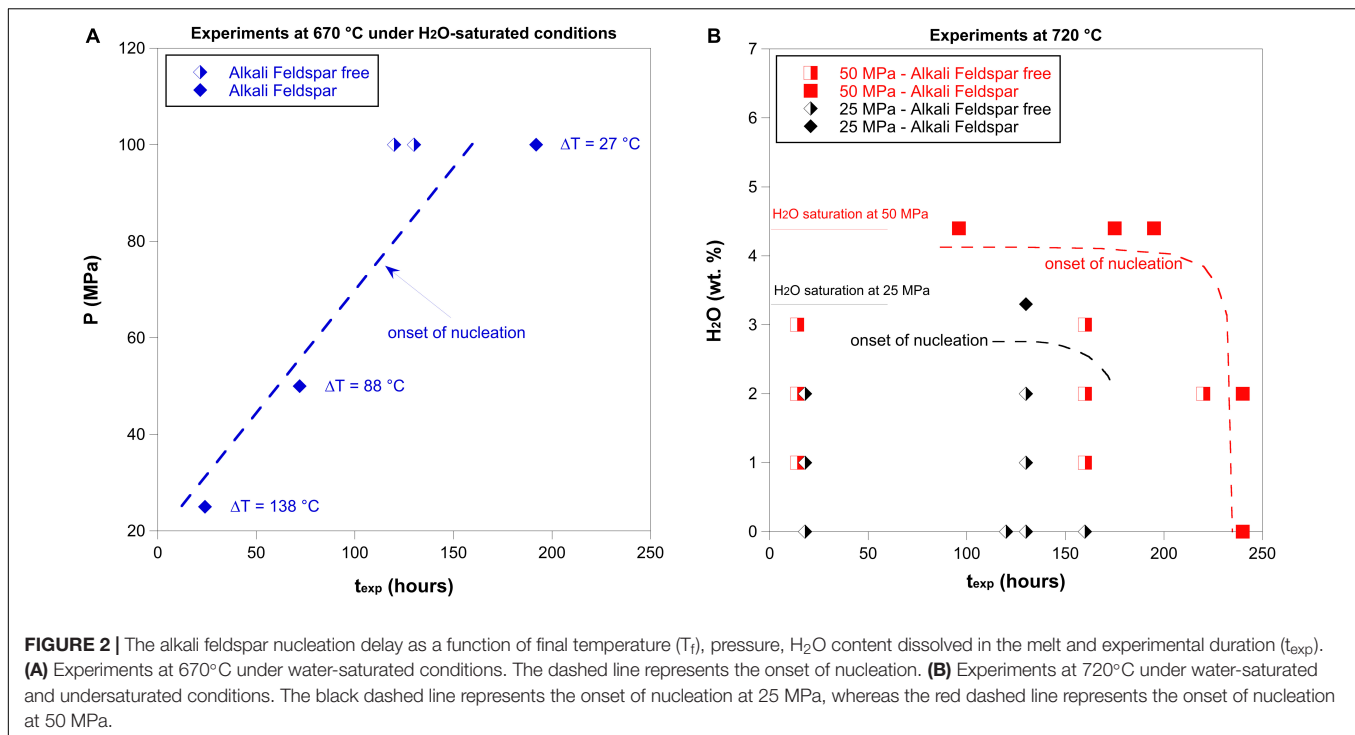 A
Experiments at 670 °C under H2O-saturated conditions
120
100
80
60
40
20
P (MPa)
Alkali Feldspar free
Alkali Feldspar
ΔT = 27 °C
onset of nucleation
ΔT = 88 °C
ΔT = 138 °C
0 50 100 150 200 250
texp (hours)
B
Experiments at 720 °C
7
6
5
4
3
2
1
0
H2O (wt. %)
50 MPa - Alkali Feldspar free
50 MPa - Alkali Feldspar
25 MPa - Alkali Feldspar free
25 MPa - Alkali Feldspar
H2O saturation at 50 MPa
onset of nucleation
H2O saturation at 25 MPa
onset of nucleation
0 50 100 150 200 250
texp (hours)
FIGURE 2 | The alkali feldspar nucleation delay as a function of final temperature (Tf), pressure, H2O content dissolved in the melt and experimental duration (texp).
(A) Experiments at 670°C under water-saturated conditions. The dashed line represents the onset of nucleation. (B) Experiments at 720°C under water-saturated
and undersaturated conditions. The black dashed line represents the onset of nucleation at 25 MPa, whereas the red dashed line represents the onset of nucleation
at 50 MPa.